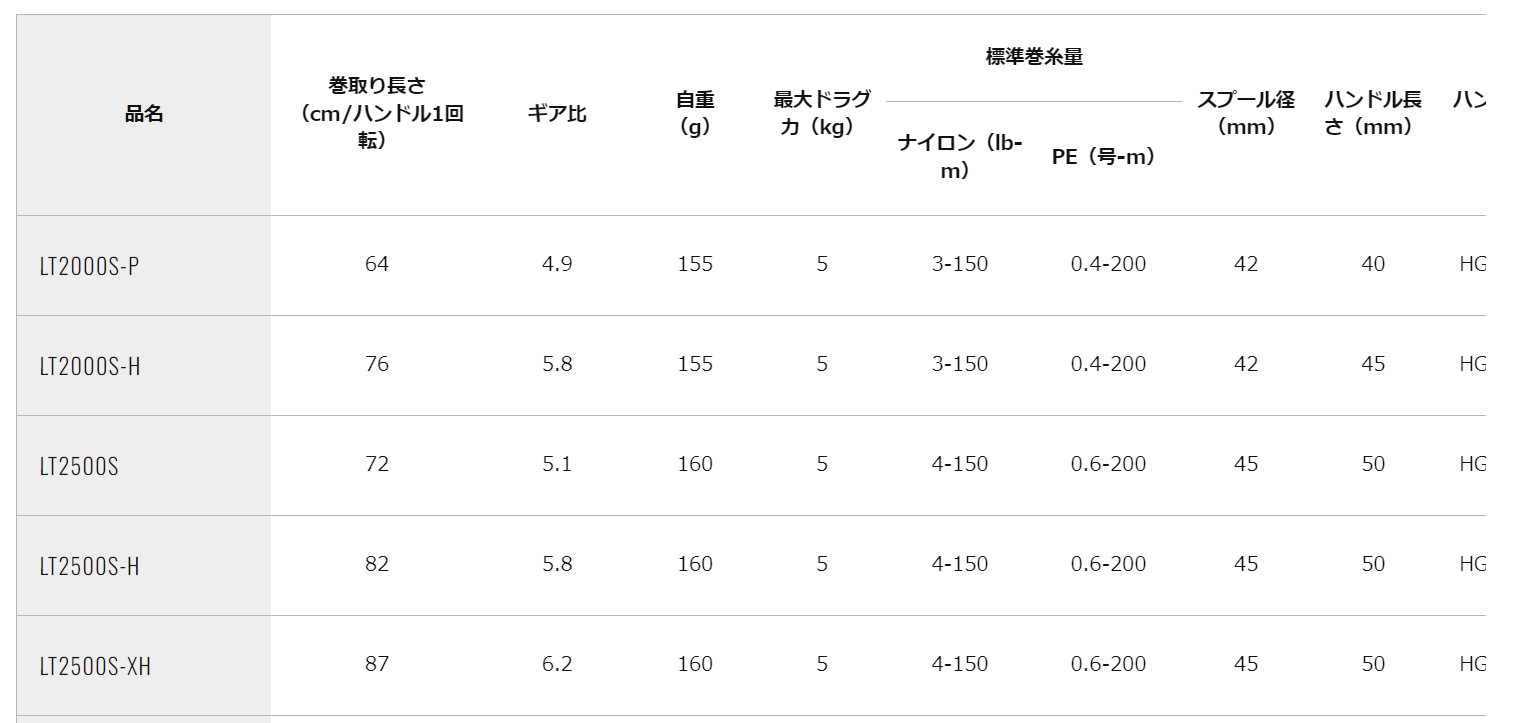 品名
巻取り長さ
（cm/ハンドル1回
転）
ギア比
自重
（g）
最大ドラグ
力（kg）
標準巻糸量
ナイロン（lb-
m）
PE（号-m）
スプール径
（mm）
ハンドル長
さ（mm）
ハン
LT2000S-P 64 4.9 155 5 3-150 0.4-200 42 40 HG
LT2000S-H 76 5.8 155 5 3-150 0.4-200 42 45 HG
LT2500S 72 5.1 160 5 4-150 0.6-200 45 50 HG
LT2500S-H 82 5.8 160 5 4-150 0.6-200 45 50 HG
LT2500S-XH 87 6.2 160 5 4-150 0.6-200 45 50 HG